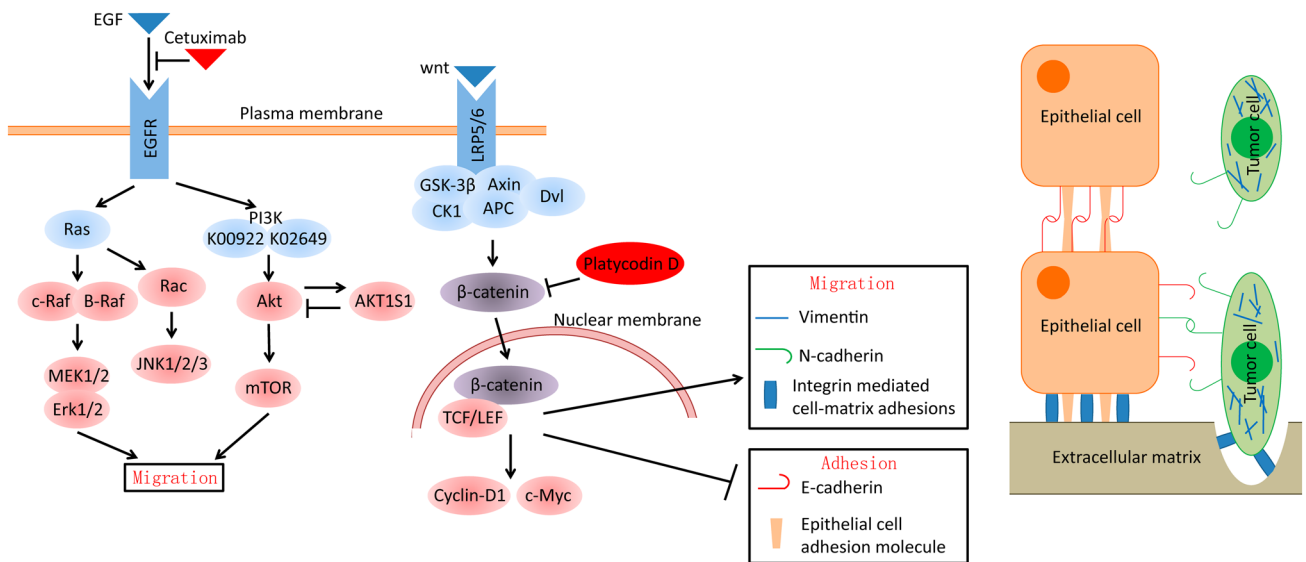 EGF
Cetuximab
EGFR
Plasma membrane
wnt
LRP5/6
GSK-3β
Axin
Dvl
CK1
APC
Ras
PI3K
K00922
K02649
c-Raf
B-Raf
Rac
Akt
AKT1S1
MEK1/2
Erk1/2
JNK1/2/3
mTOR
Migration
β-catenin
Platycodin D
Nuclear membrane
β-catenin
TCF/LEF
Cyclin-D1
c-Myc
Migration
Vimentin
N-cadherin
Integrin mediated
cell-matrix adhesions
Adhesion
E-cadherin
Epithelial cell
adhesion molecule
Epithelial cell
Tumor cell
Epithelial cell
Tumor cell
Extracellular matrix